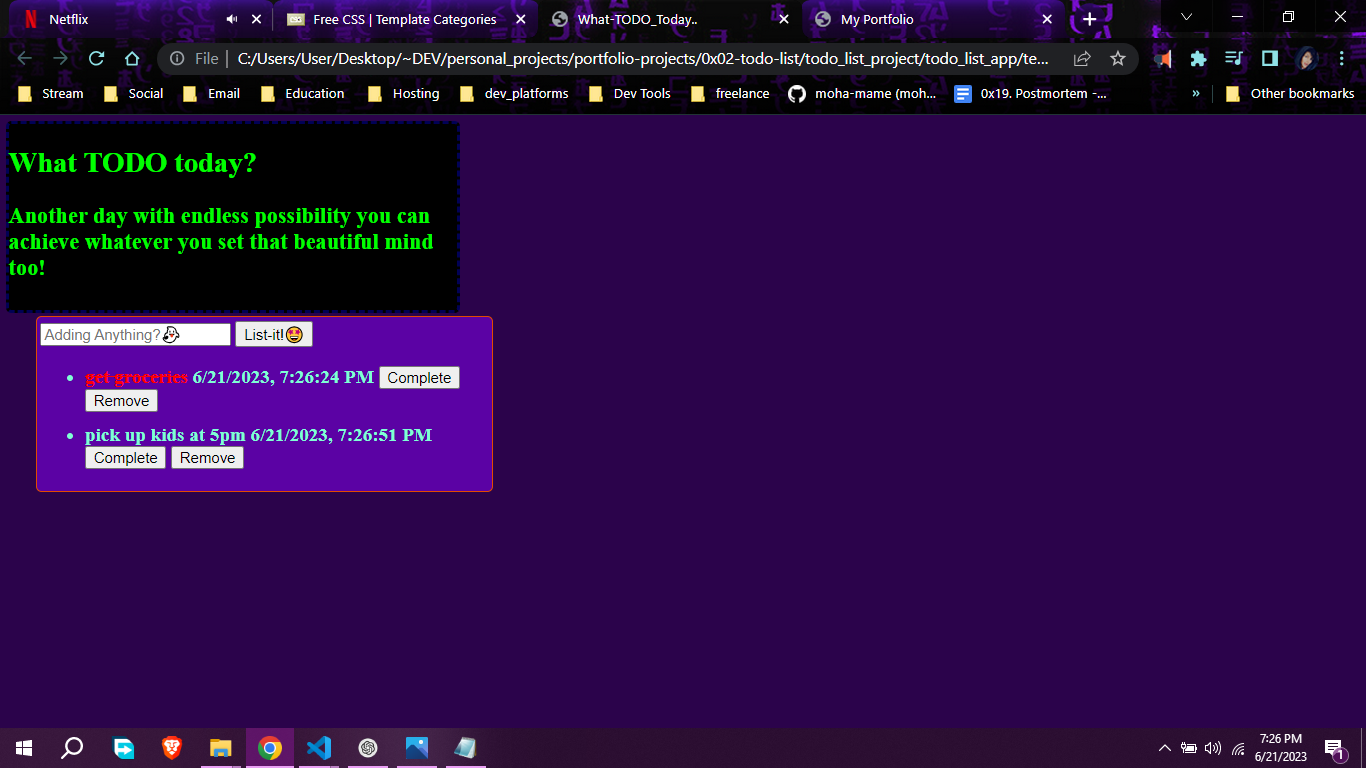 Netflix
Free CSS | Template Categories
What-TODO_Today..
My Portfolio
File | C:/Users/User/Desktop/~DEV/personal_projects/portfolio-projects/0x02-todo-list/todo_list_project/todo_list_app/te...
Stream Social Email Education Hosting dev_platforms Dev Tools freelance moha-mame (moh... 0x19. Postmortem -... » Other bookmarks
What TODO today?
Another day with endless possibility you can
achieve whatever you set that beautiful mind
too!
Adding Anything?👻 List-it!🤩
get groceries 6/21/2023, 7:26:24 PM Complete
Remove
pick up kids at 5pm 6/21/2023, 7:26:51 PM
Complete Remove
7:26 PM
6/21/2023
1